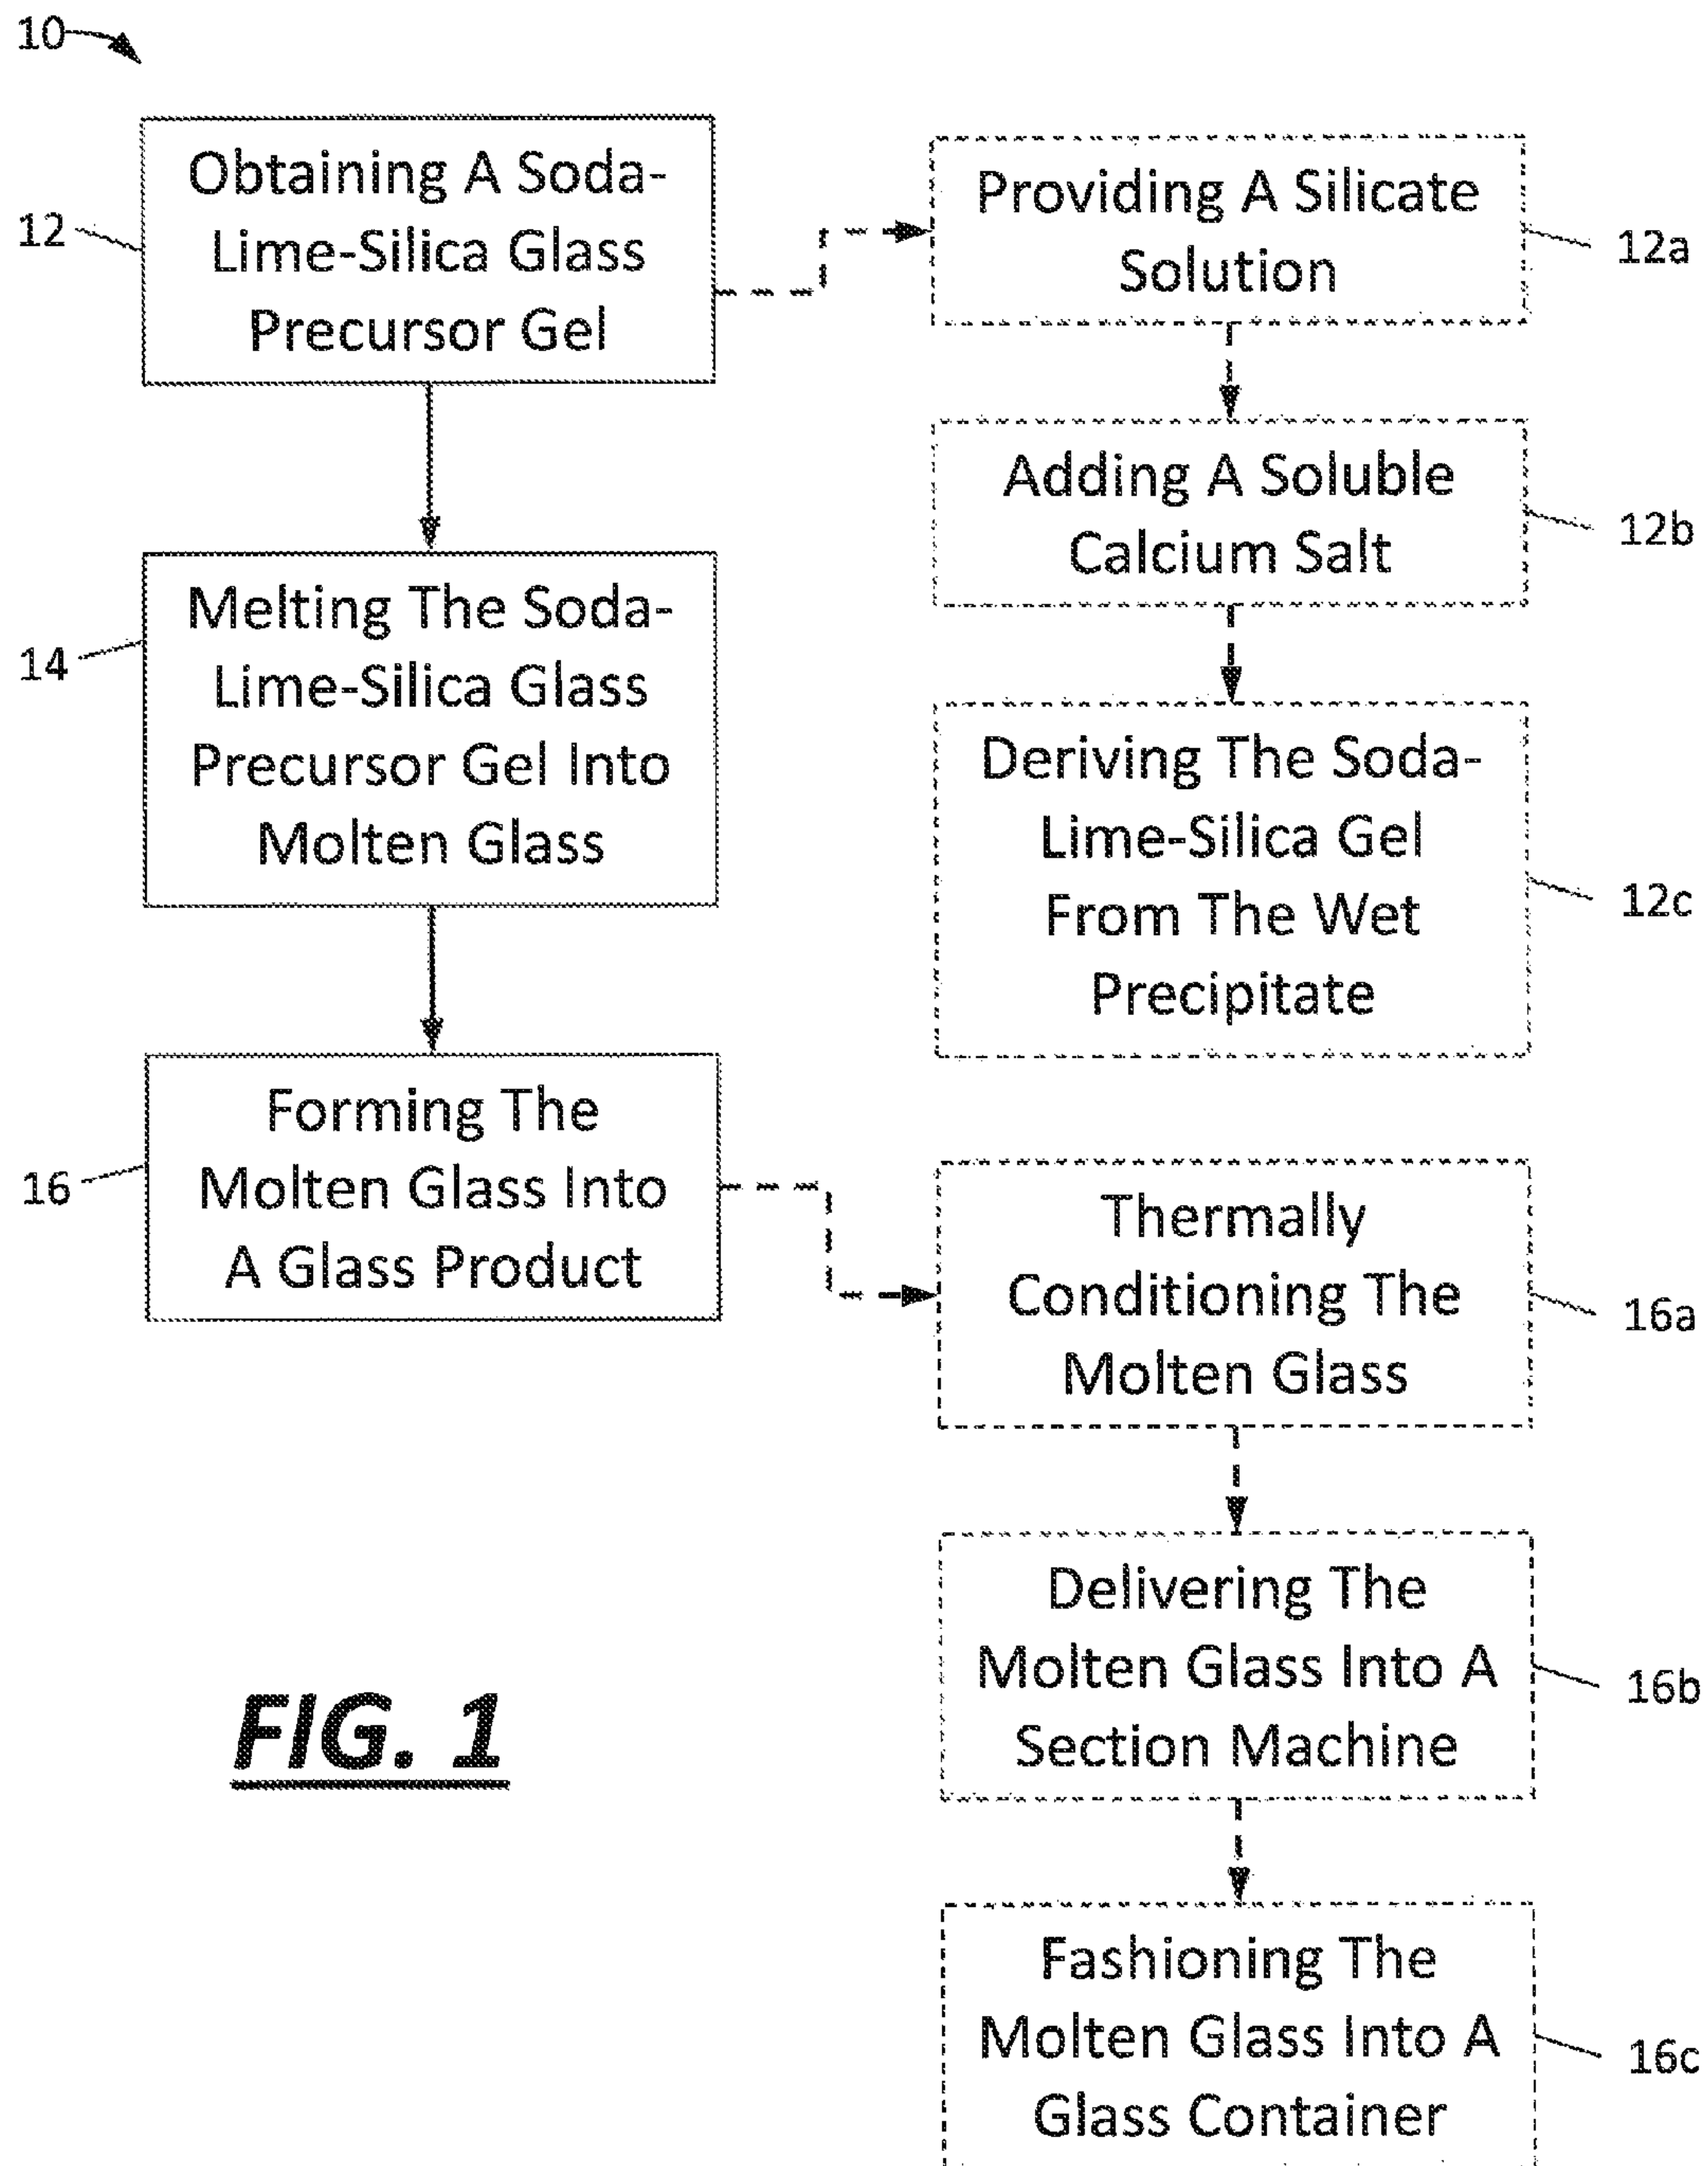 10
12
Obtaining A Soda-
Lime-Silica Glass
Precursor Gel
Providing A Silicate
Solution
12a
Adding A Soluble
Calcium Salt
12b
14
Melting The Soda-
Lime-Silica Glass
Precursor Gel Into
Molten Glass
Deriving The Soda-
Lime-Silica Gel
From The Wet
Precipitate
12c
16
Forming The
Molten Glass Into
A Glass Product
Thermally
Conditioning The
Molten Glass
16a
Delivering The
Molten Glass Into A
Section Machine
16b
Fashioning The
Molten Glass Into A
Glass Container
16c
FIG. 1